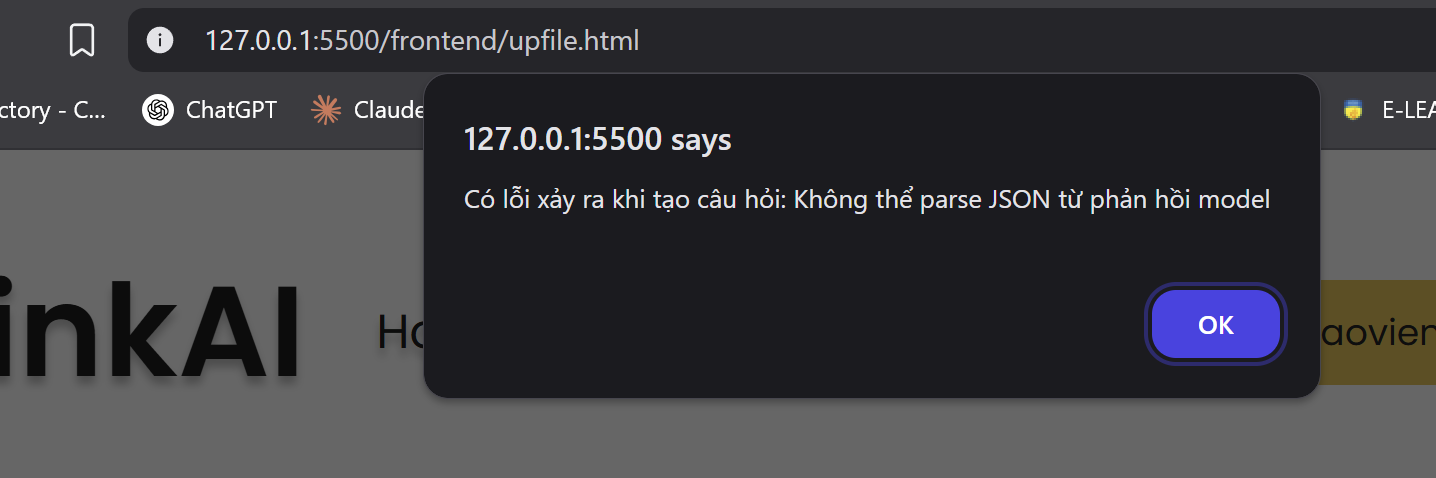 127.0.0.1:5500/frontend/upfile.html
ctory - C...
ChatGPT
Claude
E-LEA
127.0.0.1:5500 says
Có lỗi xảy ra khi tạo câu hỏi: Không thể parse JSON từ phản hồi model
inkAI
Ho
aovien
OK